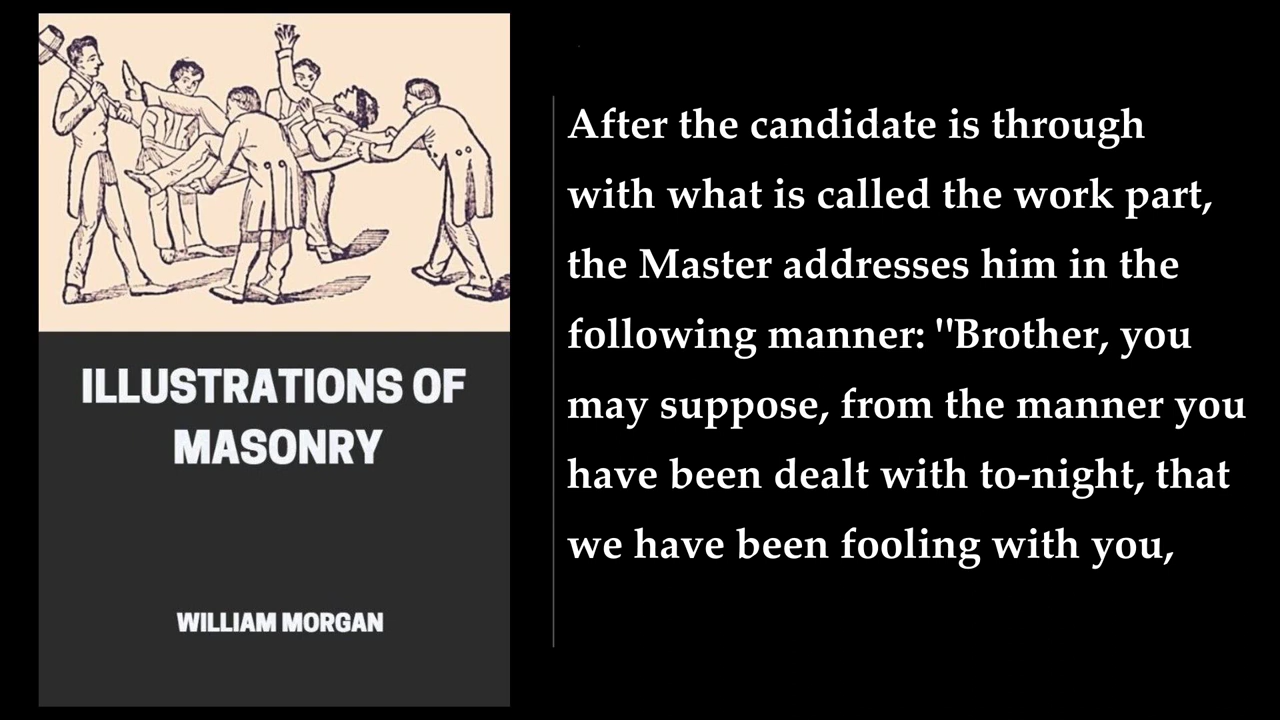 ILLUSTRATIONS OF
MASONRY
WILLIAM MORGAN
After the candidate is through
with what is called the work part,
the Master addresses him in the
following manner: "Brother, you
may suppose, from the manner you
have been dealt with to-night, that
we have been fooling with you,